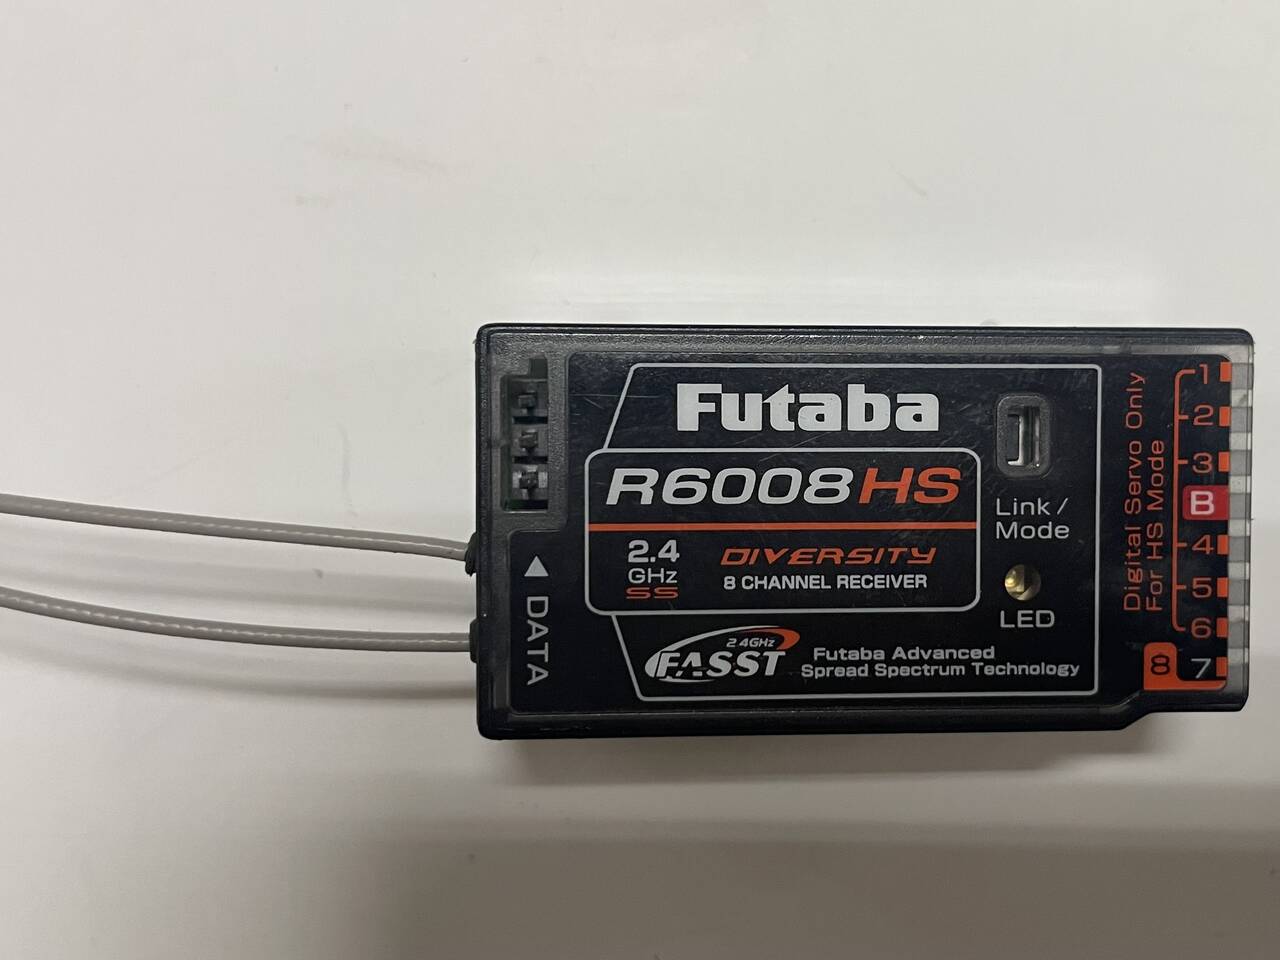 Futaba
R6008HS
2.4
GHz
SS
DIVERSITY
8 CHANNEL RECEIVER
Link /
Mode
LED
2.4GHz
FASST
Futaba Advanced
Spread Spectrum Technology
DATA
Digital Servo Only
For HS Mode
1
2
3
B
4
5
6
8 7